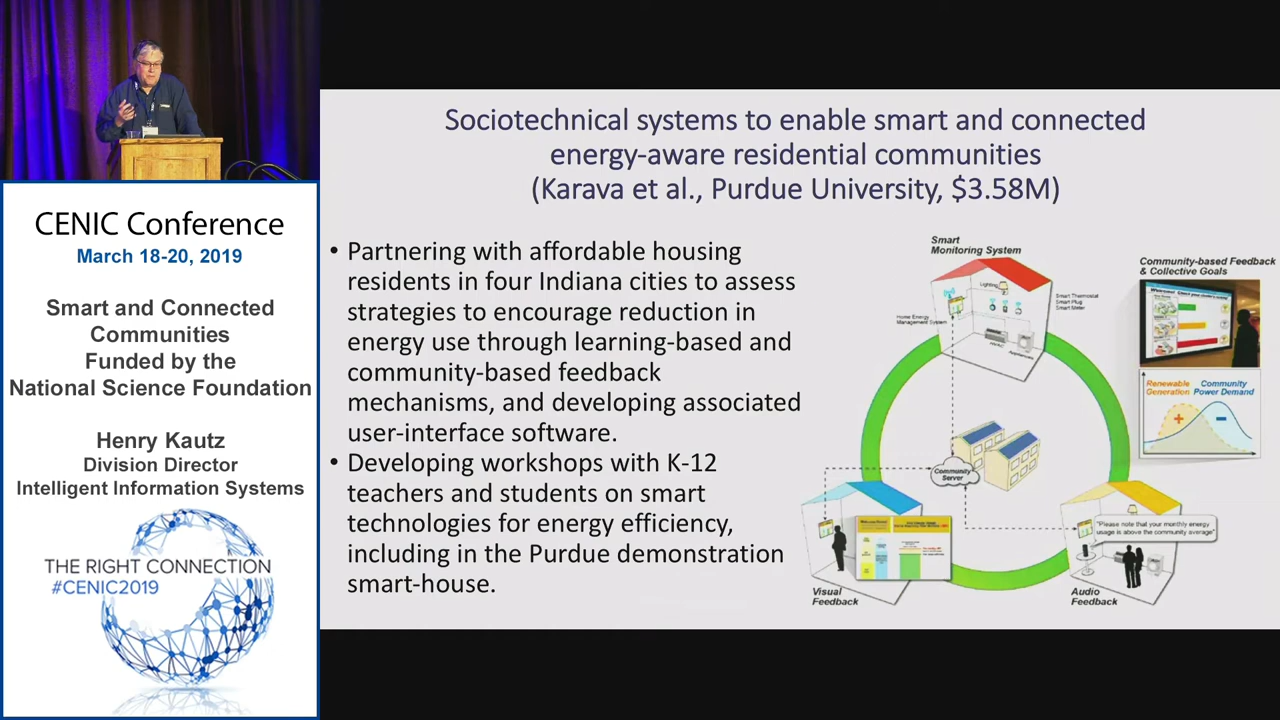 CENIC Conference
March 18-20, 2019
Smart and Connected
Communities
Funded by the
National Science Foundation
Henry Kautz
Division Director
Intelligent Information Systems
THE RIGHT CONNECTION
#CENIC2019
Sociotechnical systems to enable smart and connected
energy-aware residential communities
(Karava et al., Purdue University, $3.58M)
• Partnering with affordable housing
residents in four Indiana cities to assess
strategies to encourage reduction in
energy use through learning-based and
community-based feedback
mechanisms, and developing associated
user-interface software.
• Developing workshops with K-12
teachers and students on smart
technologies for energy efficiency,
including in the Purdue demonstration
smart-house.
Smart
Monitoring System
Lighting
Smart Thermostat
Smart Plug
Smart Meter
Home Energy
Management System
Appliances
Community-based Feedback
& Collective Goals
Renewable
Generation
Community
Power Demand
+
–
Community
Server
Visual
Feedback
"Please note that your monthly energy
usage is above the community average"
Audio
Feedback